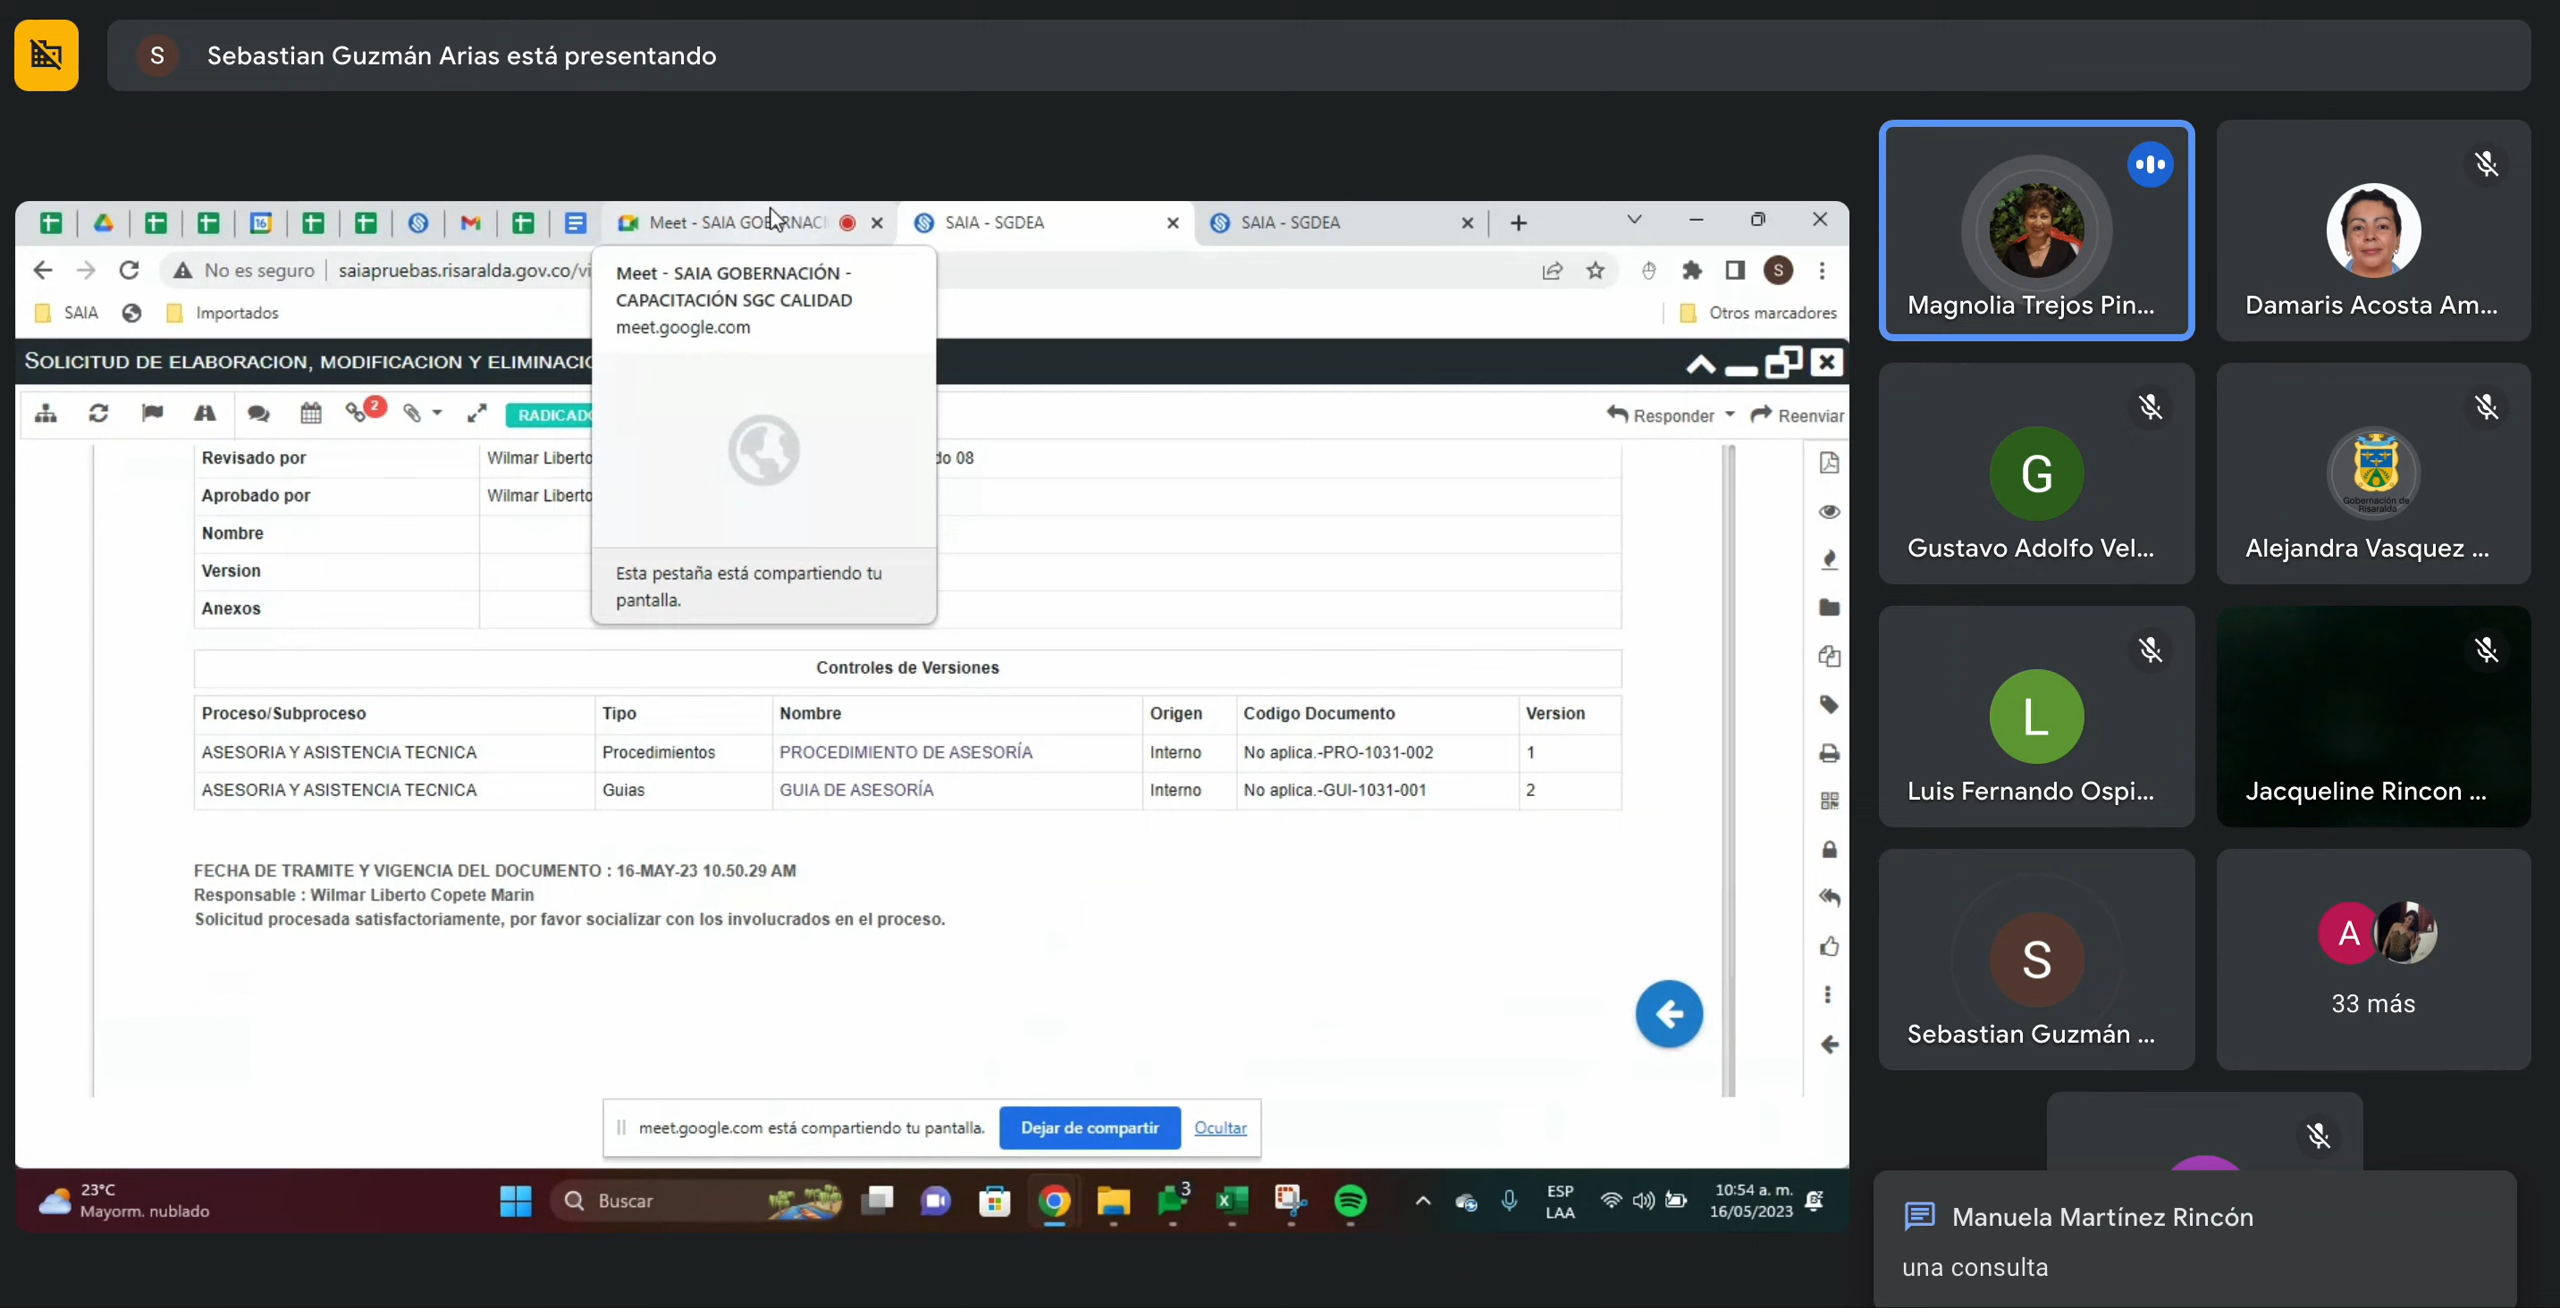 S Sebastian Guzmán Arias está presentando
Meet - SAIA GOBERNACI
SAIA - SGDEA
SAIA - SGDEA
No es seguro
saiapruebas.risaralda.gov.co/vi
S
SAIA
Importados
Otros marcadores
Meet - SAIA GOBERNACIÓN -
CAPACITACIÓN SGC CALIDAD
meet.google.com
Esta pestaña está compartiendo tu
pantalla.
SOLICITUD DE ELABORACION, MODIFICACION Y ELIMINACI
2
RADICADO
Responder
Reenviar
Revisado por Wilmar Liberto do 08
Aprobado por Wilmar Liberto
Nombre
Version
Anexos
Controles de Versiones
Proceso/Subproceso Tipo Nombre Origen Codigo Documento Version
ASESORIA Y ASISTENCIA TECNICA Procedimientos PROCEDIMIENTO DE ASESORÍA Interno No aplica.-PRO-1031-002 1
ASESORIA Y ASISTENCIA TECNICA Guias GUIA DE ASESORÍA Interno No aplica.-GUI-1031-001 2
FECHA DE TRAMITE Y VIGENCIA DEL DOCUMENTO : 16-MAY-23 10.50.29 AM
Responsable : Wilmar Liberto Copete Marin
Solicitud procesada satisfactoriamente, por favor socializar con los involucrados en el proceso.
meet.google.com está compartiendo tu pantalla.
Dejar de compartir
Ocultar
23°C
Mayorm. nublado
Buscar
3
ESP
LAA
10:54 a. m.
16/05/2023
Magnolia Trejos Pin...
Damaris Acosta Am...
G
Gustavo Adolfo Vel...
Gobernación de
Risaralda
Alejandra Vasquez ...
L
Luis Fernando Ospi...
Jacqueline Rincon ...
S
Sebastian Guzmán ...
A
33 más
Manuela Martínez Rincón
una consulta